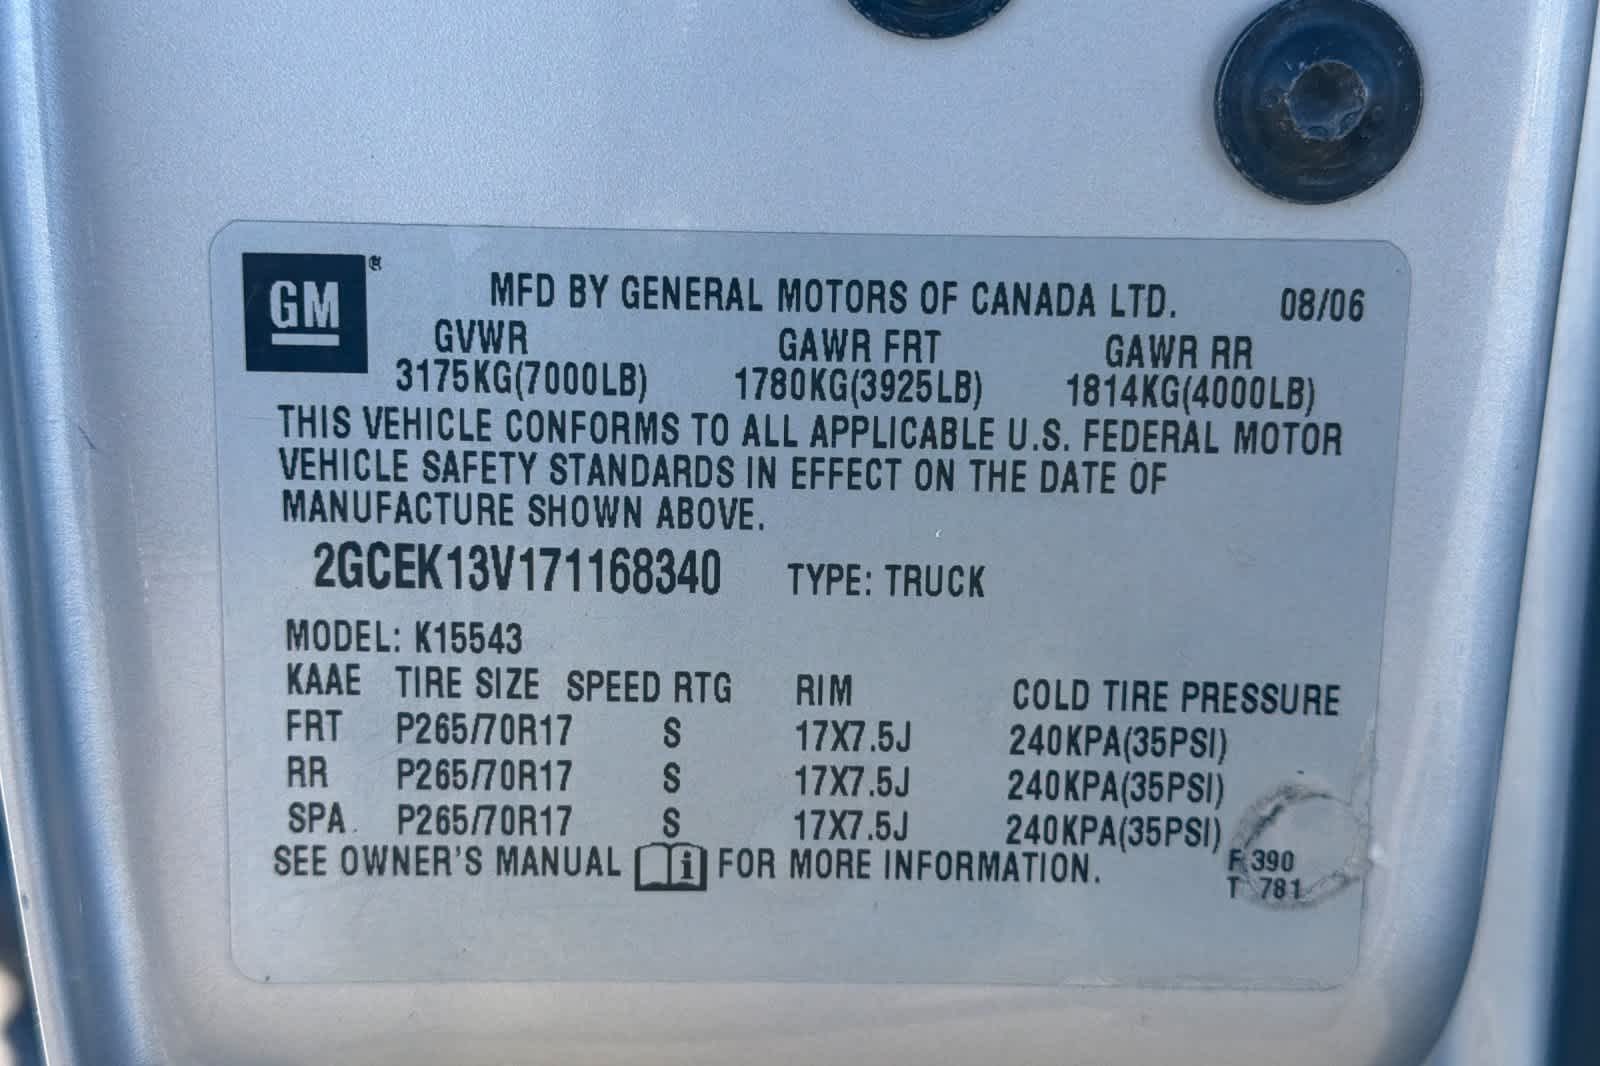 GM ®
MFD BY GENERAL MOTORS OF CANADA LTD. 08/06
GVWR GAWR FRT GAWR RR
3175KG(7000LB) 1780KG(3925LB) 1814KG(4000LB)
THIS VEHICLE CONFORMS TO ALL APPLICABLE U.S. FEDERAL MOTOR
VEHICLE SAFETY STANDARDS IN EFFECT ON THE DATE OF
MANUFACTURE SHOWN ABOVE.
2GCEK13V171168340 TYPE: TRUCK
MODEL: K15543
KAAE TIRE SIZE SPEED RTG RIM COLD TIRE PRESSURE
FRT P265/70R17 S 17X7.5J 240KPA(35PSI)
RR P265/70R17 S 17X7.5J 240KPA(35PSI)
SPA P265/70R17 S 17X7.5J 240KPA(35PSI)
SEE OWNER'S MANUAL i FOR MORE INFORMATION.
F 390
T 781